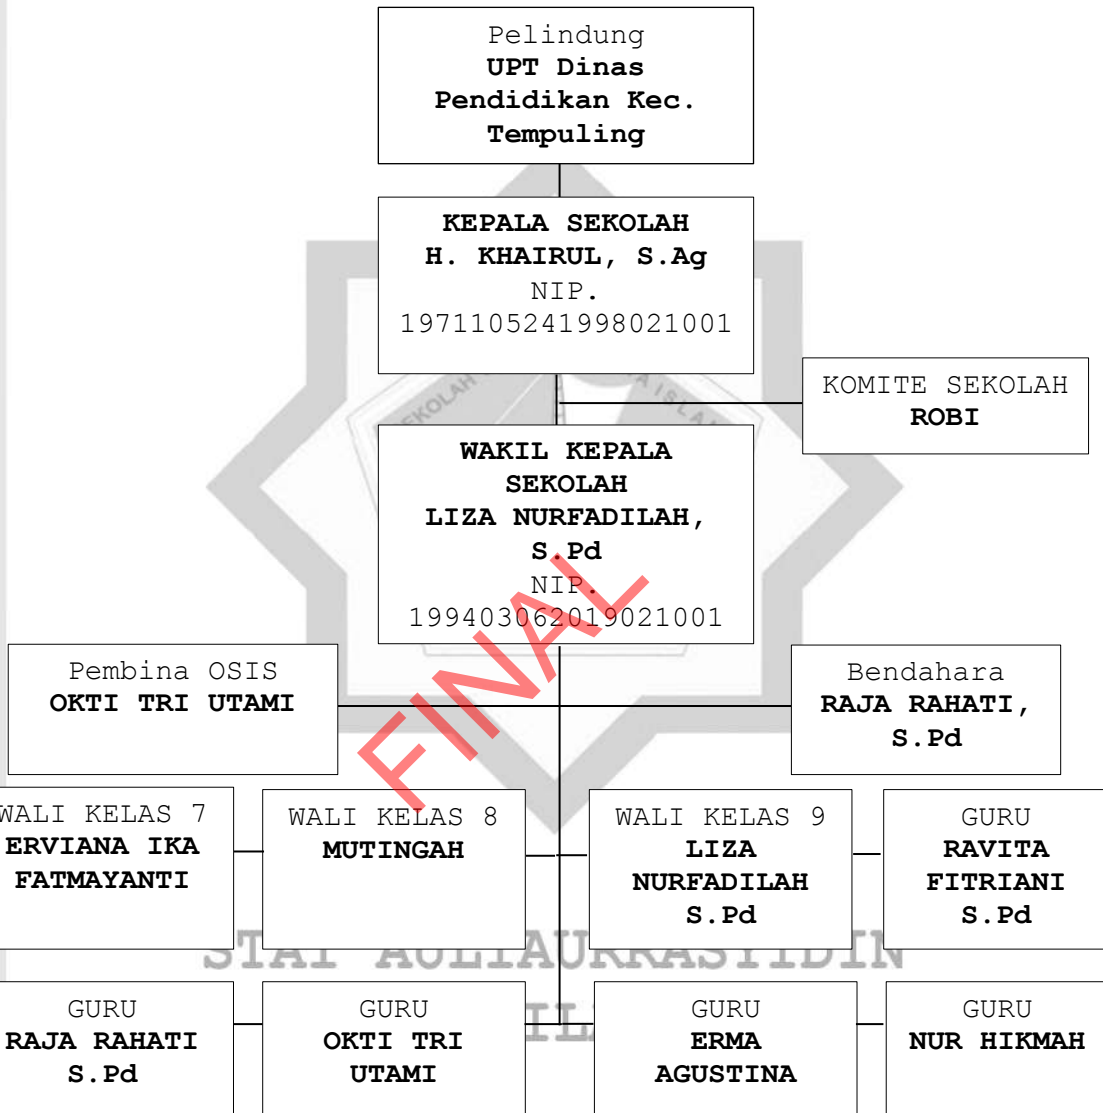 Pelindung
UPT Dinas
Pendidikan Kec.
Tempuling
KEPALA SEKOLAH
H. KHAIRUL, S.Ag
NIP.
1971105241998021001
KOMITE SEKOLAH
ROBI
WAKIL KEPALA
SEKOLAH
LIZA NURFADILAH,
S.Pd
NIP.
199403062019021001
Pembina OSIS
OKTI TRI UTAMI
Bendahara
RAJA RAHATI,
S.Pd
WALI KELAS 7
ERVIANA IKA
FATMAYANTI
WALI KELAS 8
MUTINGAH
WALI KELAS 9
LIZA
NURFADILAH
S.Pd
GURU
RAVITA
FITRIANI
S.Pd
GURU
RAJA RAHATI
S.Pd
GURU
OKTI TRI
UTAMI
GURU
ERMA
AGUSTINA
GURU
NUR HIKMAH
FINAL
STAI AULIAURRASYIDIN